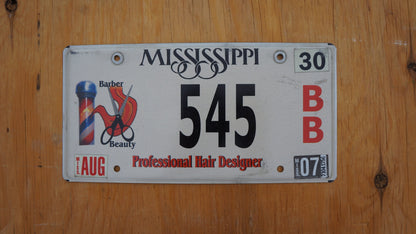 MISSISSIPPI
30
Barber
545
B
B
Beauty
AUG
Professional Hair Designer
07